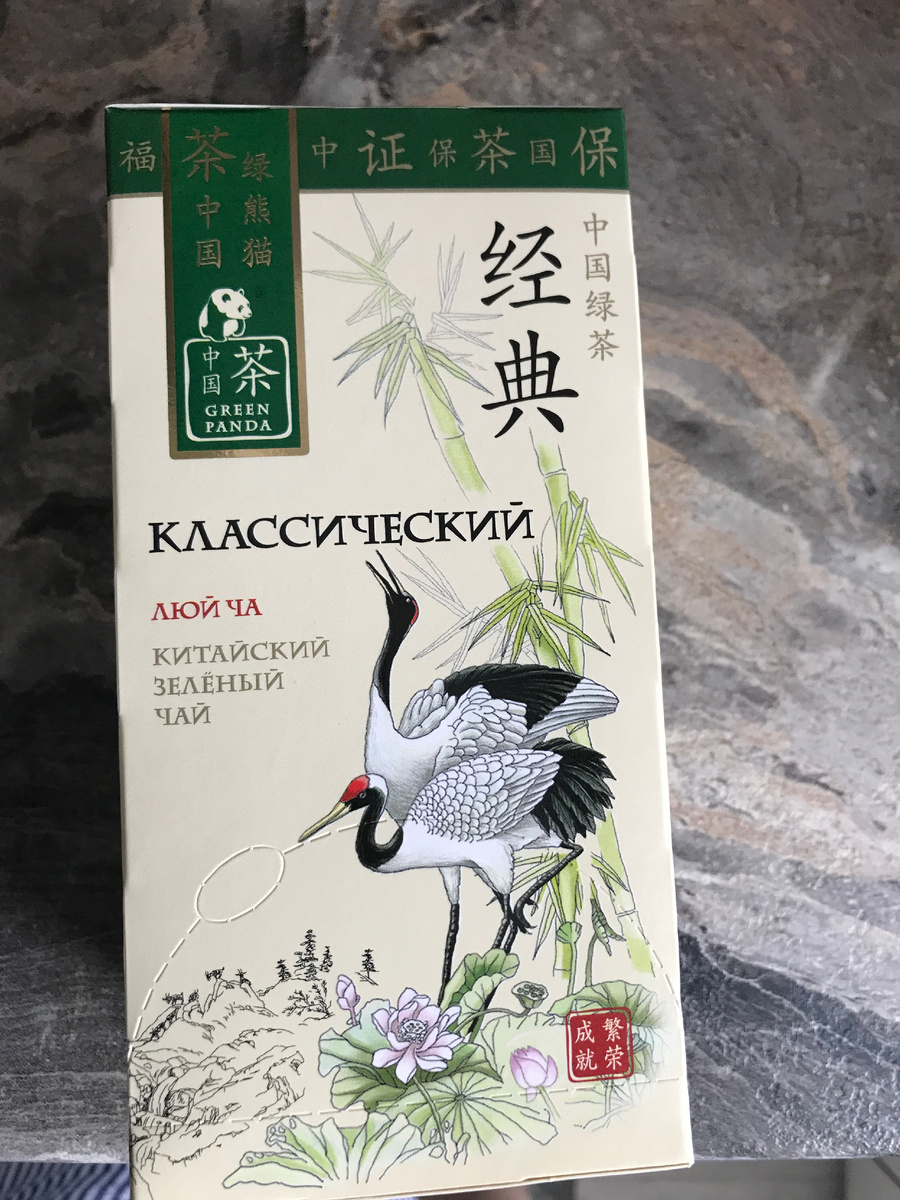 福
茶 绿熊猫
中国
中证保茶国保
中国 茶
GREEN
PANDA
经典
中国绿茶
КЛАССИЧЕСКИЙ
ЛЮЙ ЧА
КИТАЙСКИЙ
ЗЕЛЁНЫЙ
ЧАЙ
繁荣
成就